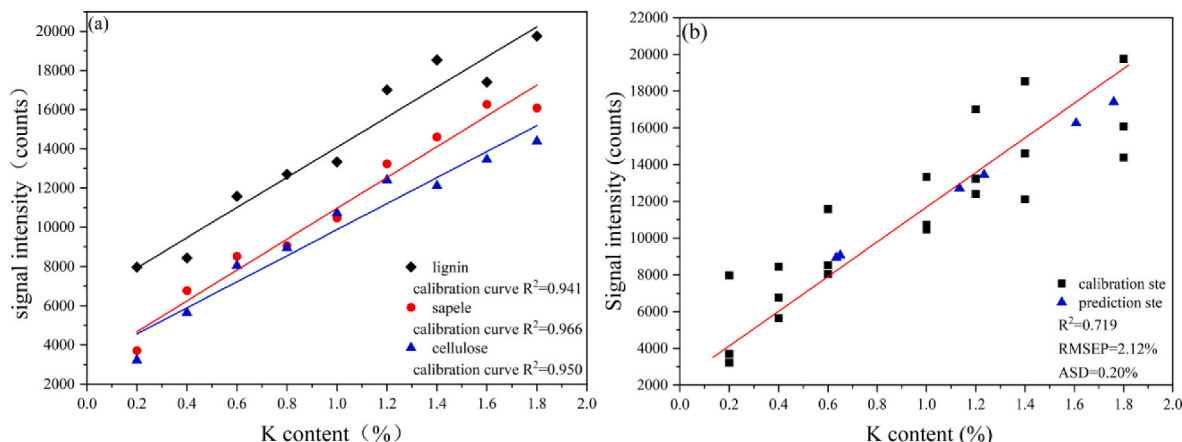 (a)
20000
18000
16000
14000
12000
10000
8000
6000
4000
2000
signal intensity（counts）
lignin
calibration curve R²=0.941
sapele
calibration curve R²=0.966
cellulose
calibration curve R²=0.950
0.0 0.2 0.4 0.6 0.8 1.0 1.2 1.4 1.6 1.8 2.0
K content（%）
(b)
22000
20000
18000
16000
14000
12000
10000
8000
6000
4000
2000
Signal intensity (counts)
calibration ste
prediction ste
R²=0.719
RMSEP=2.12%
ASD=0.20%
0.0 0.2 0.4 0.6 0.8 1.0 1.2 1.4 1.6 1.8 2.0
K content (%)